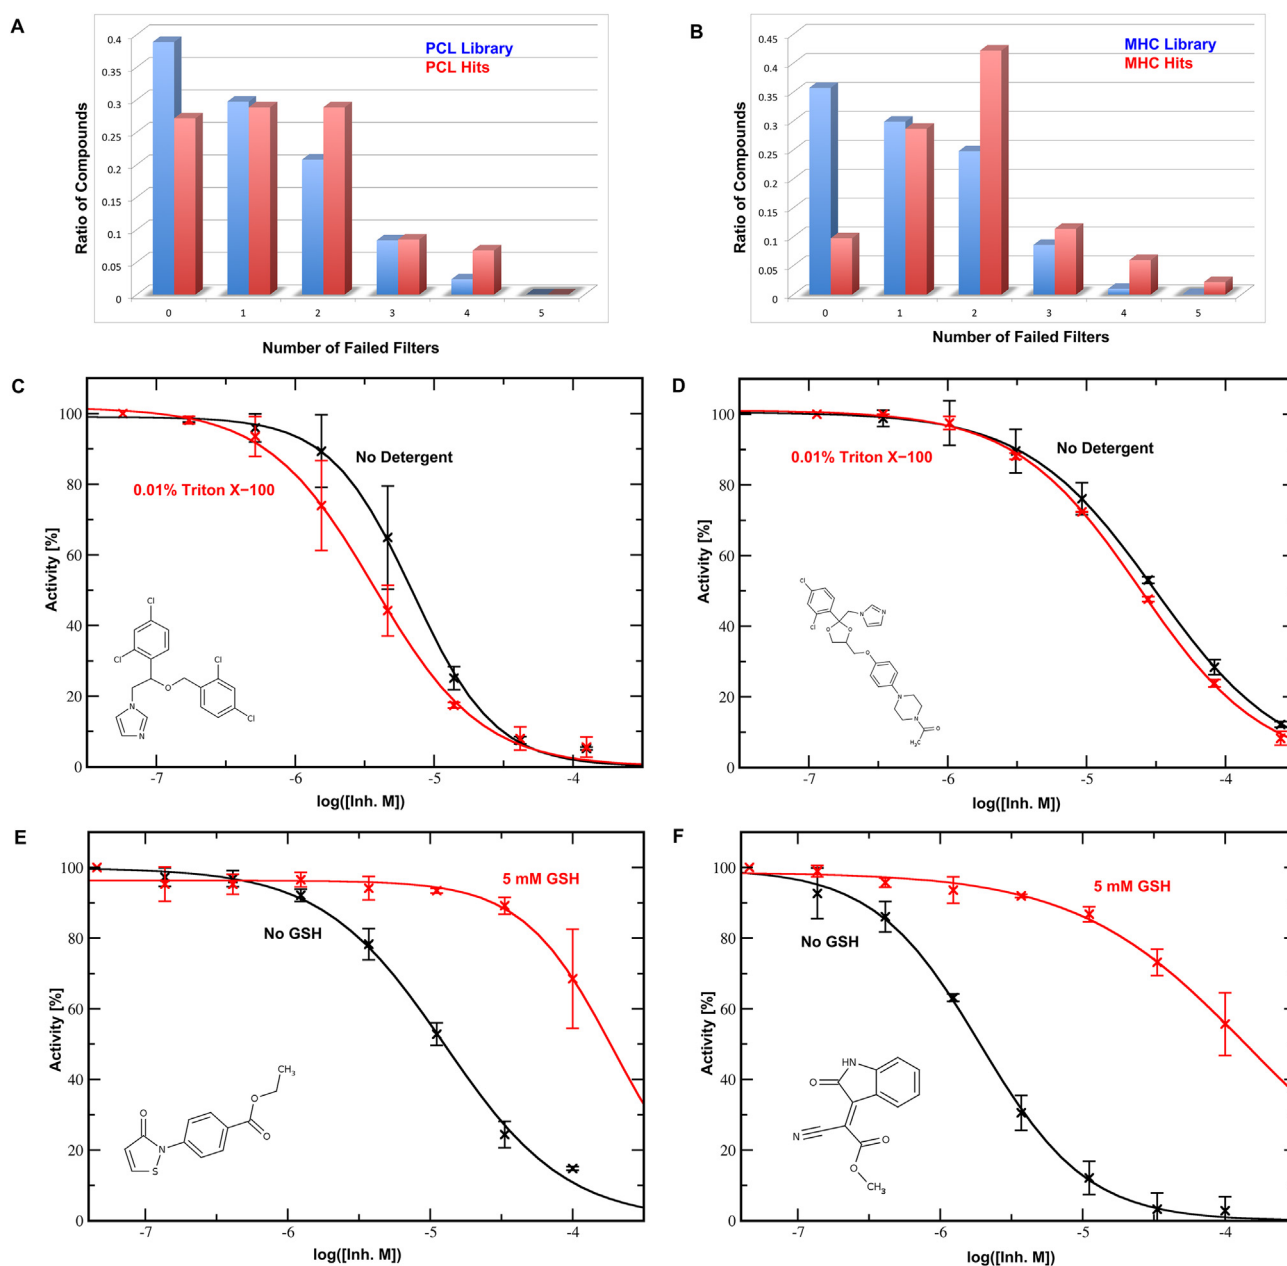 A
PCL Library
PCL Hits
Ratio of Compounds
0.4
0.35
0.3
0.25
0.2
0.15
0.1
0.05
0
0 1 2 3 4 5
Number of Failed Filters
B
MHC Library
MHC Hits
Ratio of Compounds
0.45
0.4
0.35
0.3
0.25
0.2
0.15
0.1
0.05
0
0 1 2 3 4 5
Number of Failed Filters
C
Activity [%]
100
80
60
40
20
0
No Detergent
0.01% Triton X−100
Cl
Cl
Cl
O
Cl
N
N
-7 -6 -5 -4
log([Inh. M])
D
Activity [%]
100
80
60
40
20
0
No Detergent
0.01% Triton X−100
Cl
Cl
N
N
O
O
O
N
N
O
H₃C
-7 -6 -5 -4
log([Inh. M])
E
Activity [%]
100
80
60
40
20
0
5 mM GSH
No GSH
CH₃
O
O
O
N
S
-7 -6 -5 -4
log([Inh. M])
F
Activity [%]
100
80
60
40
20
0
5 mM GSH
No GSH
HN
O
N
O
O
CH₃
-7 -6 -5 -4
log([Inh. M])